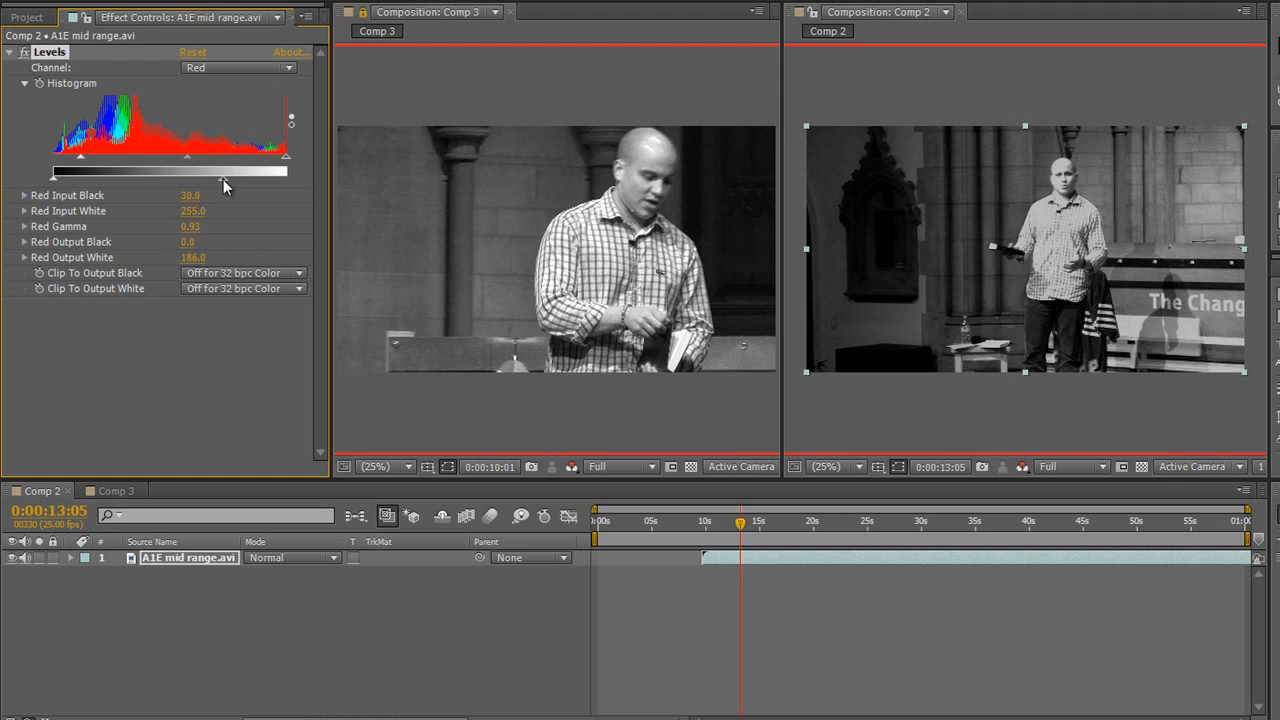 Project
Effect Controls: A1E mid range.avi
Comp 2 • A1E mid range.avi
fx Levels
Reset
About...
Channel:
Red
Histogram
Red Input Black
30.0
Red Input White
255.0
Red Gamma
0.93
Red Output Black
0.0
Red Output White
186.0
Clip To Output Black
Off for 32 bpc Color
Clip To Output White
Off for 32 bpc Color
Composition: Comp 3
Comp 3
(25%)
0:00:10:01
Full
Active Camera
Composition: Comp 2
Comp 2
The Chang
(25%)
0:00:13:05
Full
Active Camera
1
Comp 2
Comp 3
0:00:13:05
00330 (25.00 fps)
#
Source Name
Mode
T
TrkMat
Parent
1
A1E mid range.avi
Normal
None
):00s
05s
10s
15s
20s
25s
30s
35s
40s
45s
50s
55s
01:00